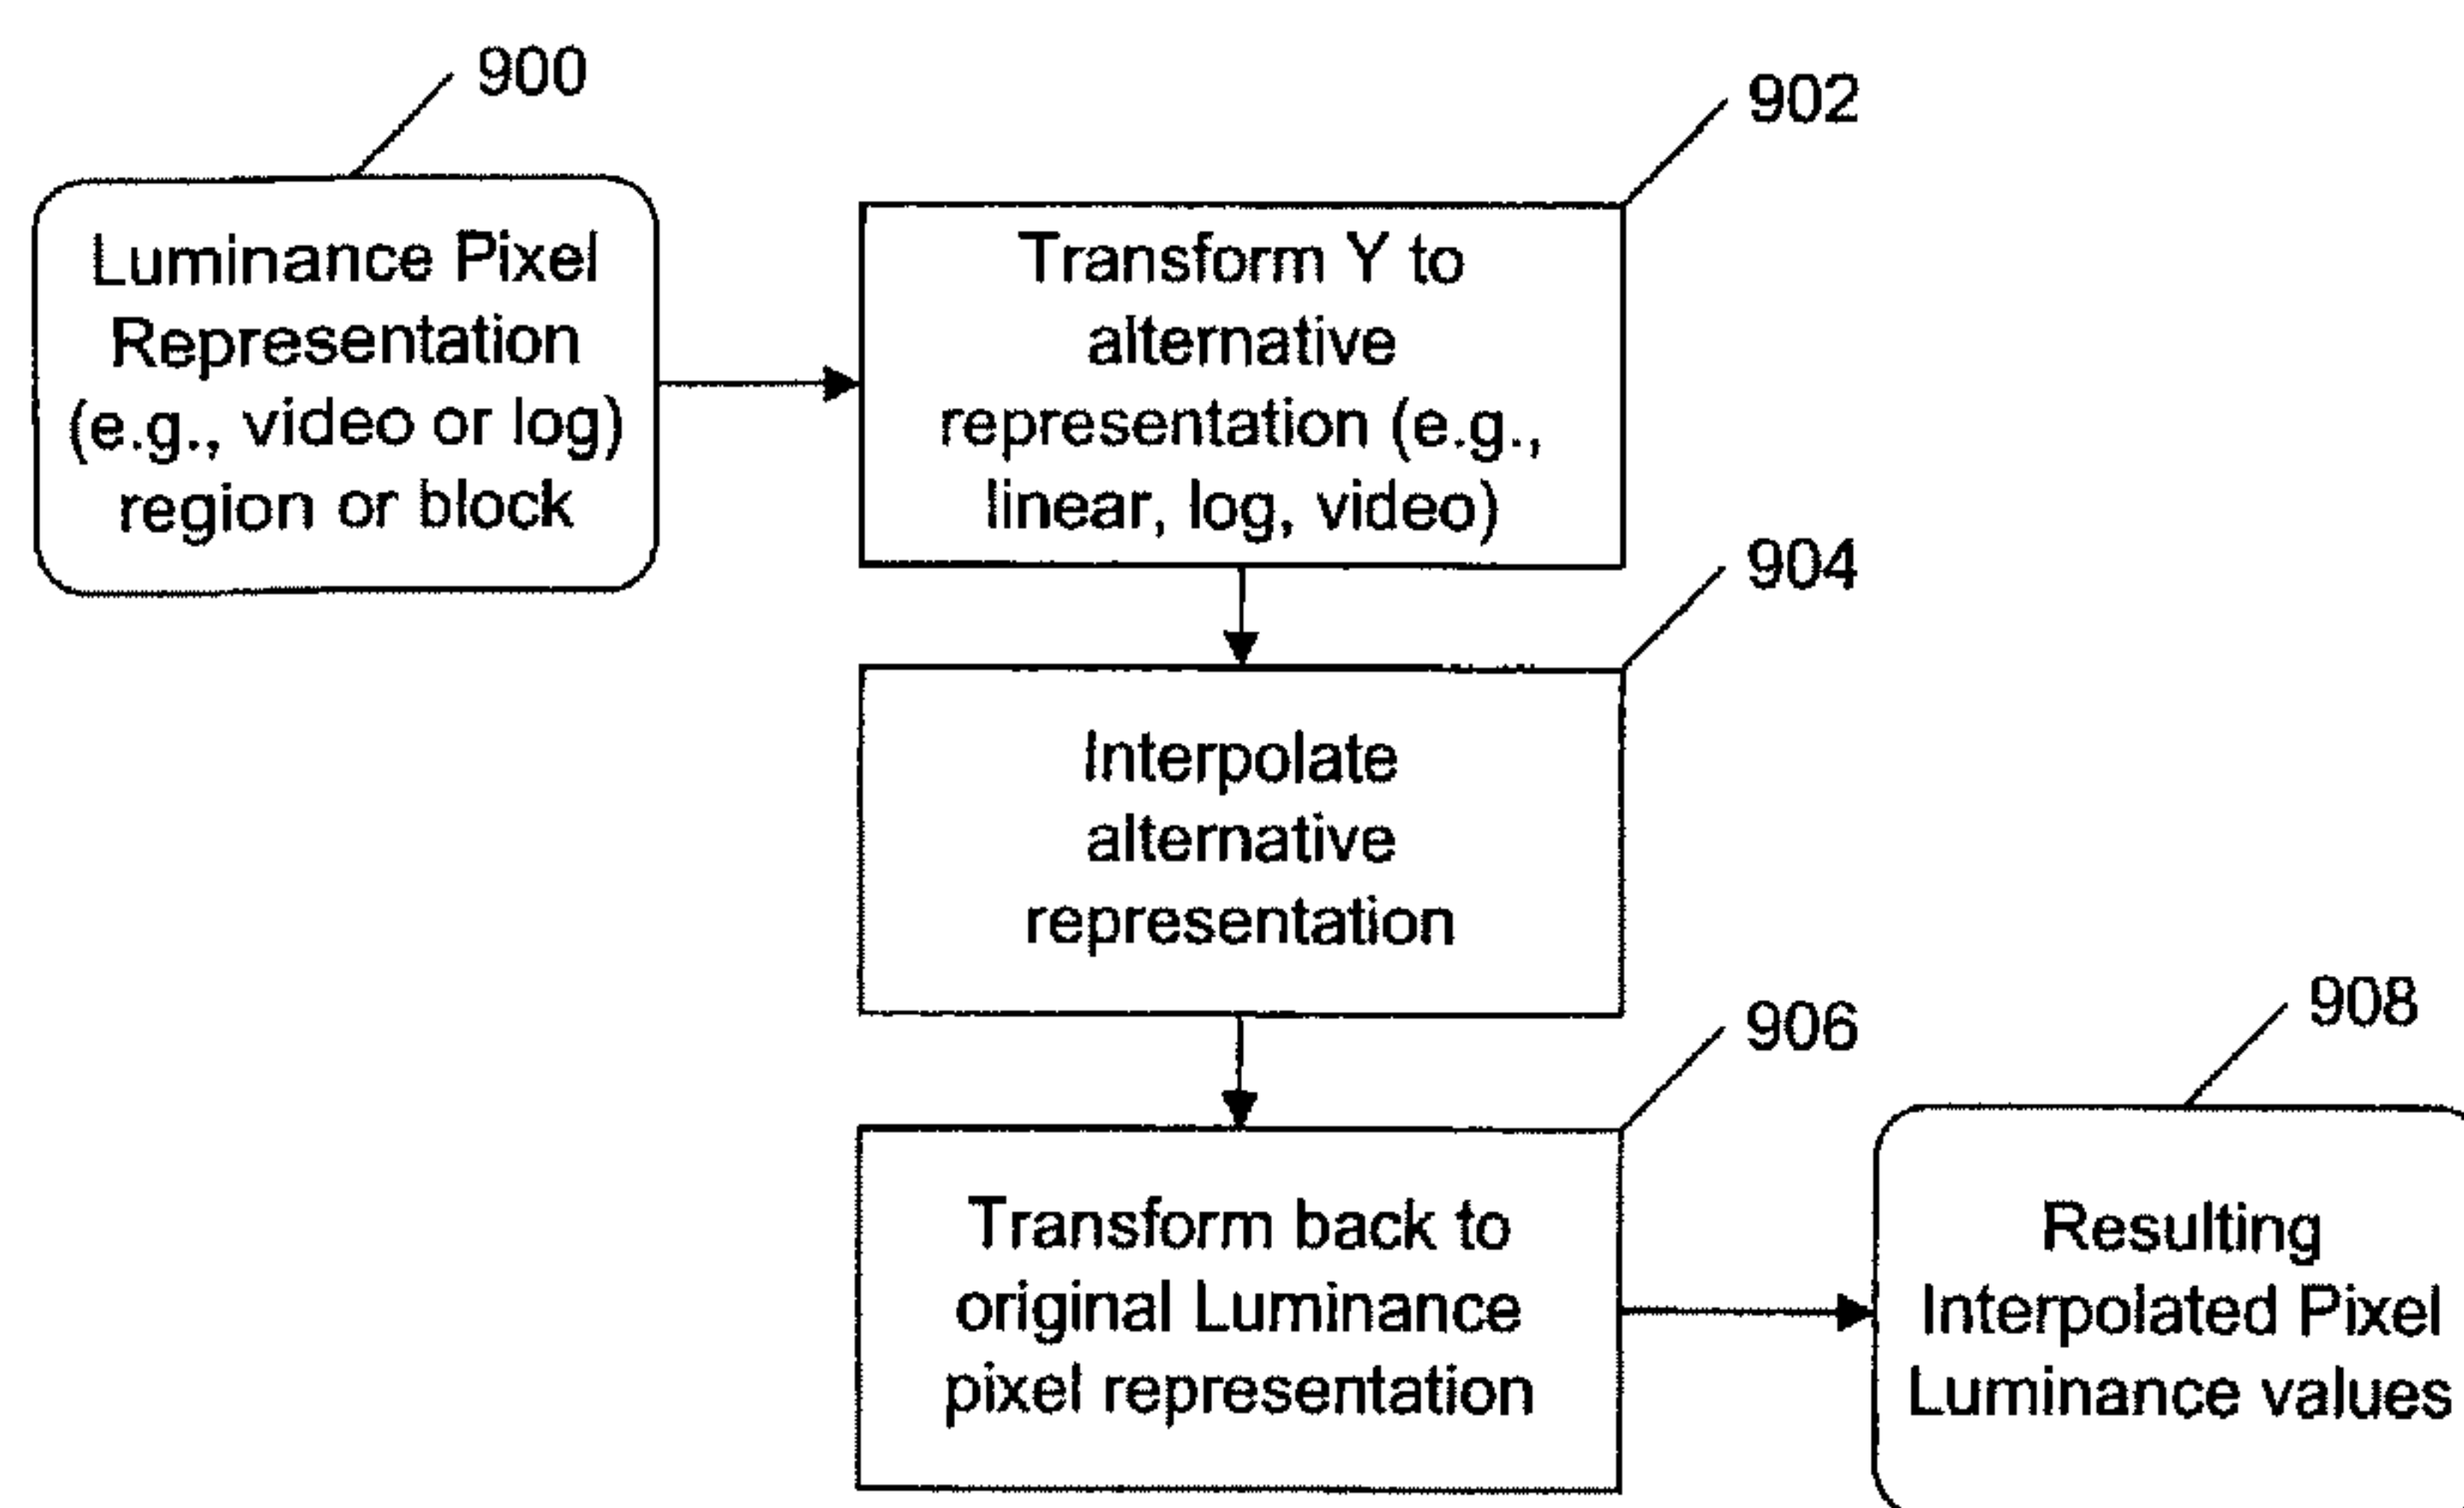 900
Luminance Pixel
Representation
(e.g., video or log)
region or block
902
Transform Y to
alternative
representation (e.g.,
linear, log, video)
904
Interpolate
alternative
representation
906
Transform back to
original Luminance
pixel representation
908
Resulting
Interpolated Pixel
Luminance values